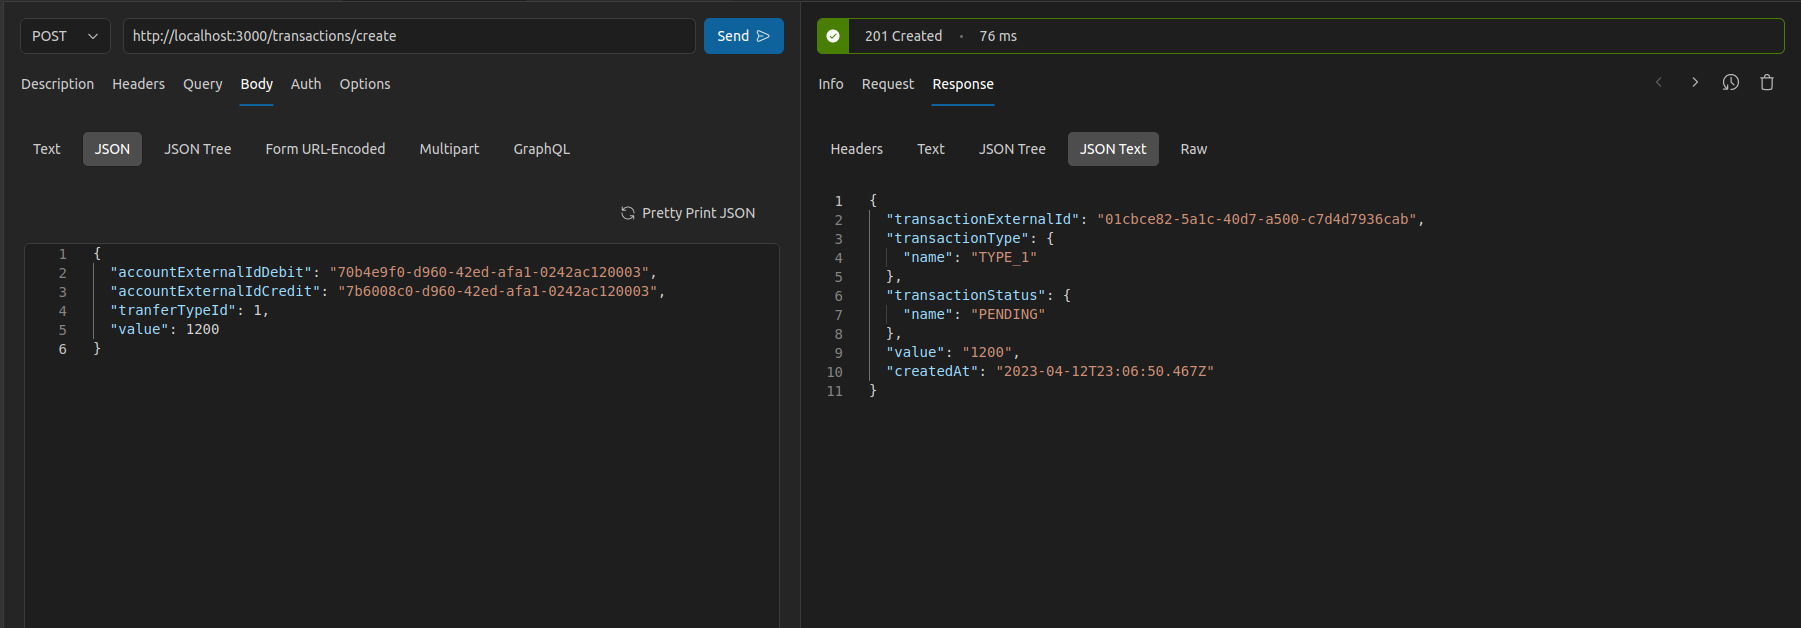 POST
http://localhost:3000/transactions/create
Send
Description Headers Query Body Auth Options
Text JSON JSON Tree Form URL-Encoded Multipart GraphQL
Pretty Print JSON
1 {
2 "accountExternalIdDebit": "70b4e9f0-d960-42ed-afa1-0242ac120003",
3 "accountExternalIdCredit": "7b6008c0-d960-42ed-afa1-0242ac120003",
4 "tranferTypeId": 1,
5 "value": 1200
6 }
201 Created · 76 ms
Info Request Response
Headers Text JSON Tree JSON Text Raw
1 {
2 "transactionExternalId": "01cbce82-5a1c-40d7-a500-c7d4d7936cab",
3 "transactionType": {
4 "name": "TYPE_1"
5 },
6 "transactionStatus": {
7 "name": "PENDING"
8 },
9 "value": "1200",
10 "createdAt": "2023-04-12T23:06:50.467Z"
11 }